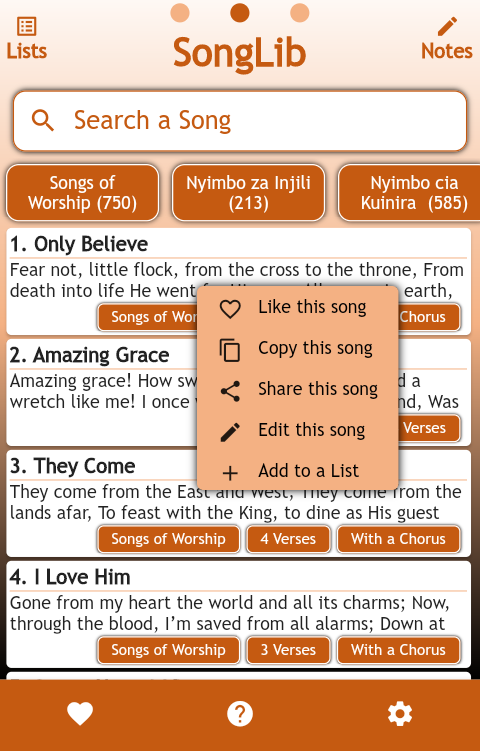 Lists
SongLib
Notes
Search a Song
Songs of
Worship (750)
Nyimbo za Injili
(213)
Nyimbo cia
Kuinira (585)
1. Only Believe
Fear not, little flock, from the cross to the throne, From
death into life He went
earth,
Songs of Wor
Chorus
Like this song
Copy this song
Share this song
Edit this song
Add to a List
2. Amazing Grace
Amazing grace! How sw
d a
wretch like me! I once
nd, Was
Verses
3. They Come
They come from the East and West, They come from the
lands afar, To feast with the King, to dine as His guest
Songs of Worship
4 Verses
With a Chorus
4. I Love Him
Gone from my heart the world and all its charms; Now,
through the blood, I’m saved from all alarms; Down at
Songs of Worship
3 Verses
With a Chorus